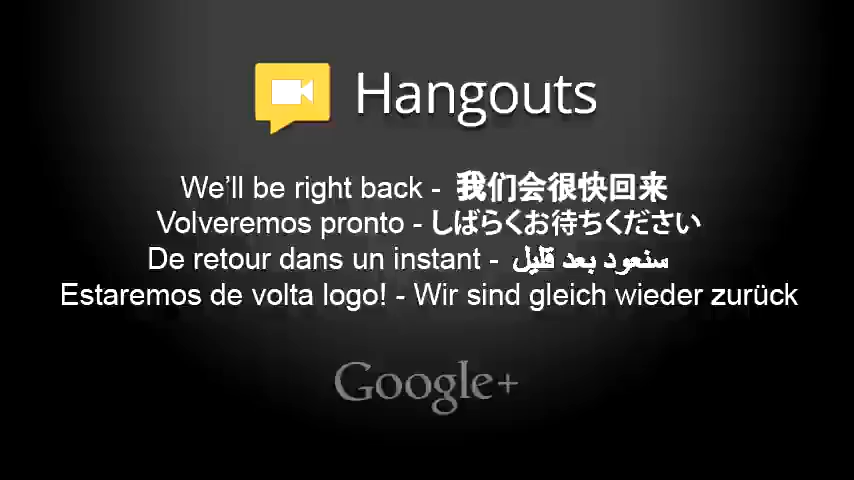 Hangouts
We'll be right back - 我们会很快回来
Volveremos pronto - しばらくお待ちください
De retour dans un instant - سنعود بعد قليل
Estaremos de volta logo! - Wir sind gleich wieder zurück
Google+